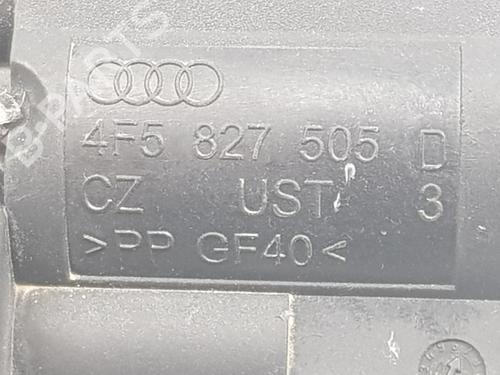 4F5 827 505 D
CZ UST 3
>PP GF40<
B-PARTS